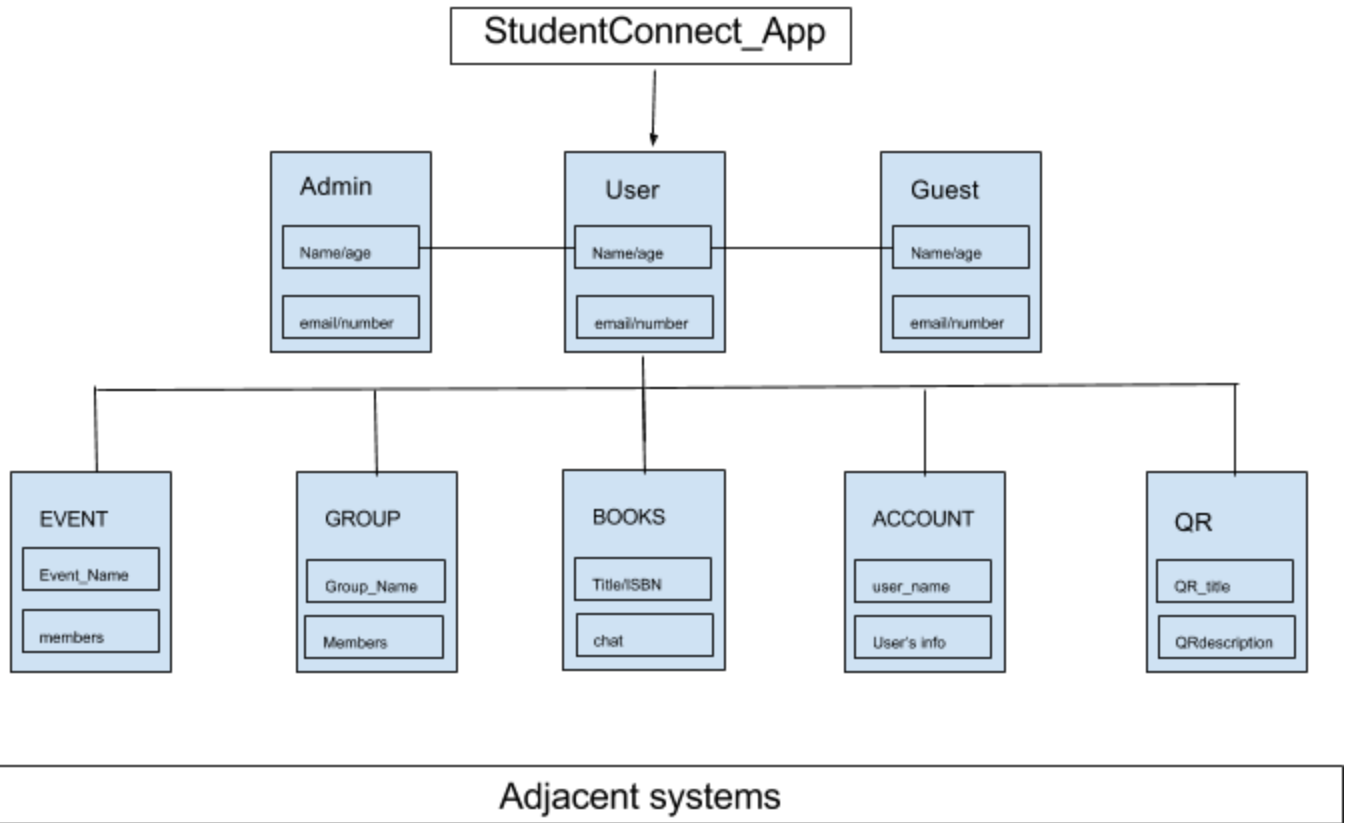 StudentConnect_App
Admin
Name/age
email/number
User
Name/age
email/number
Guest
Name/age
email/number
EVENT
Event_Name
members
GROUP
Group_Name
Members
BOOKS
Title/ISBN
chat
ACCOUNT
user_name
User's info
QR
QR_title
QRdescription
Adjacent systems